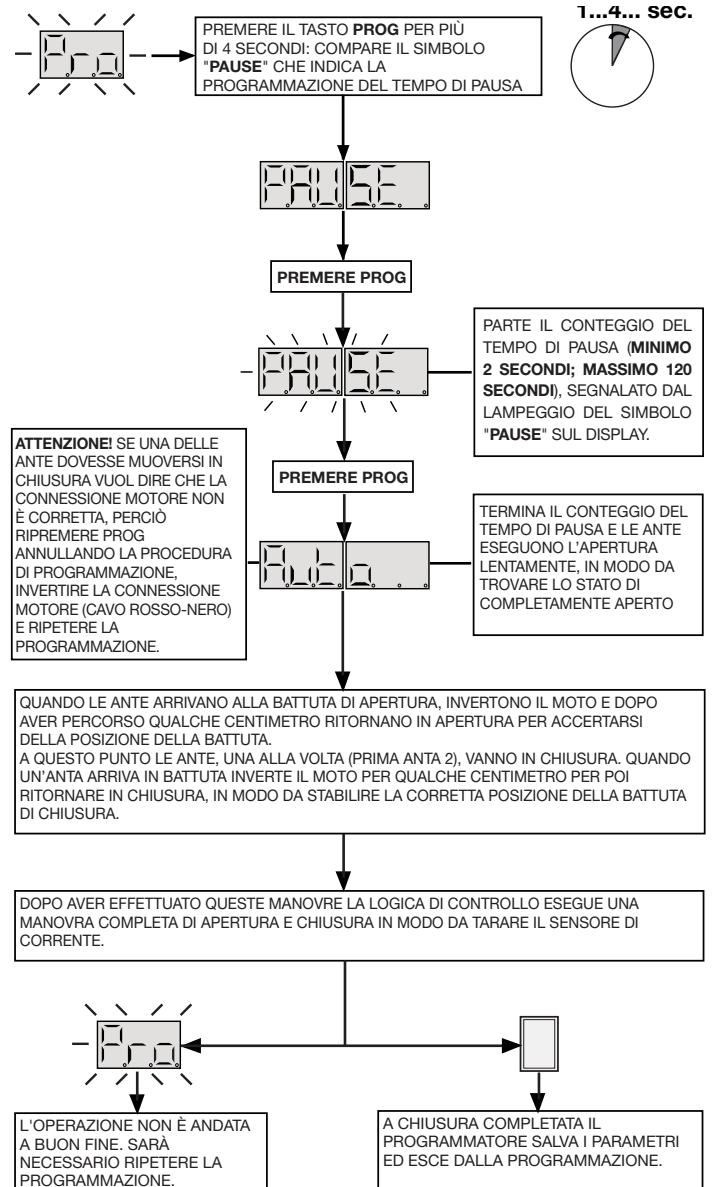 1...4... sec.
Pro
PREMERE IL TASTO PROG PER PIÙ
DI 4 SECONDI: COMPARE IL SIMBOLO
"PAUSE" CHE INDICA LA
PROGRAMMAZIONE DEL TEMPO DI PAUSA
PAUSE
PREMERE PROG
PAUSE
PARTE IL CONTEGGIO DEL
TEMPO DI PAUSA (MINIMO
2 SECONDI; MASSIMO 120
SECONDI), SEGNALATO DAL
LAMPEGGIO DEL SIMBOLO
"PAUSE" SUL DISPLAY.
PREMERE PROG
ATTENZIONE! SE UNA DELLE
ANTE DOVESSE MUOVERSI IN
CHIUSURA VUOL DIRE CHE LA
CONNESSIONE MOTORE NON
È CORRETTA, PERCIÒ
RIPREMERE PROG
ANNULLANDO LA PROCEDURA
DI PROGRAMMAZIONE,
INVERTIRE LA CONNESSIONE
MOTORE (CAVO ROSSO-NERO)
E RIPETERE LA
PROGRAMMAZIONE.
Auto
TERMINA IL CONTEGGIO DEL
TEMPO DI PAUSA E LE ANTE
ESEGUONO L'APERTURA
LENTAMENTE, IN MODO DA
TROVARE LO STATO DI
COMPLETAMENTE APERTO
QUANDO LE ANTE ARRIVANO ALLA BATTUTA DI APERTURA, INVERTONO IL MOTO E DOPO
AVER PERCORSO QUALCHE CENTIMETRO RITORNANO IN APERTURA PER ACCERTARSI
DELLA POSIZIONE DELLA BATTUTA.
A QUESTO PUNTO LE ANTE, UNA ALLA VOLTA (PRIMA ANTA 2), VANNO IN CHIUSURA. QUANDO
UN'ANTA ARRIVA IN BATTUTA INVERTE IL MOTO PER QUALCHE CENTIMETRO PER POI
RITORNARE IN CHIUSURA, IN MODO DA STABILIRE LA CORRETTA POSIZIONE DELLA BATTUTA
DI CHIUSURA.
DOPO AVER EFFETTUATO QUESTE MANOVRE LA LOGICA DI CONTROLLO ESEGUE UNA
MANOVRA COMPLETA DI APERTURA E CHIUSURA IN MODO DA TARARE IL SENSORE DI
CORRENTE.
Pro
L'OPERAZIONE NON È ANDATA
A BUON FINE. SARÀ
NECESSARIO RIPETERE LA
PROGRAMMAZIONE.
A CHIUSURA COMPLETATA IL
PROGRAMMATORE SALVA I PARAMETRI
ED ESCE DALLA PROGRAMMAZIONE.